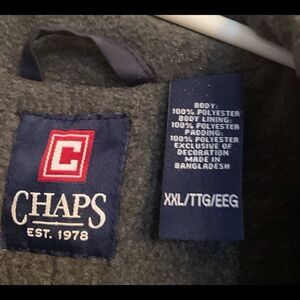 C
CHAPS
EST. 1978
BODY:
100% POLYESTER
BODY LINING:
100% POLYESTER
PADDING:
100% POLYESTER
EXCLUSIVE OF
DECORATION
MADE IN
BANGLADESH
XXL/TTG/EEG